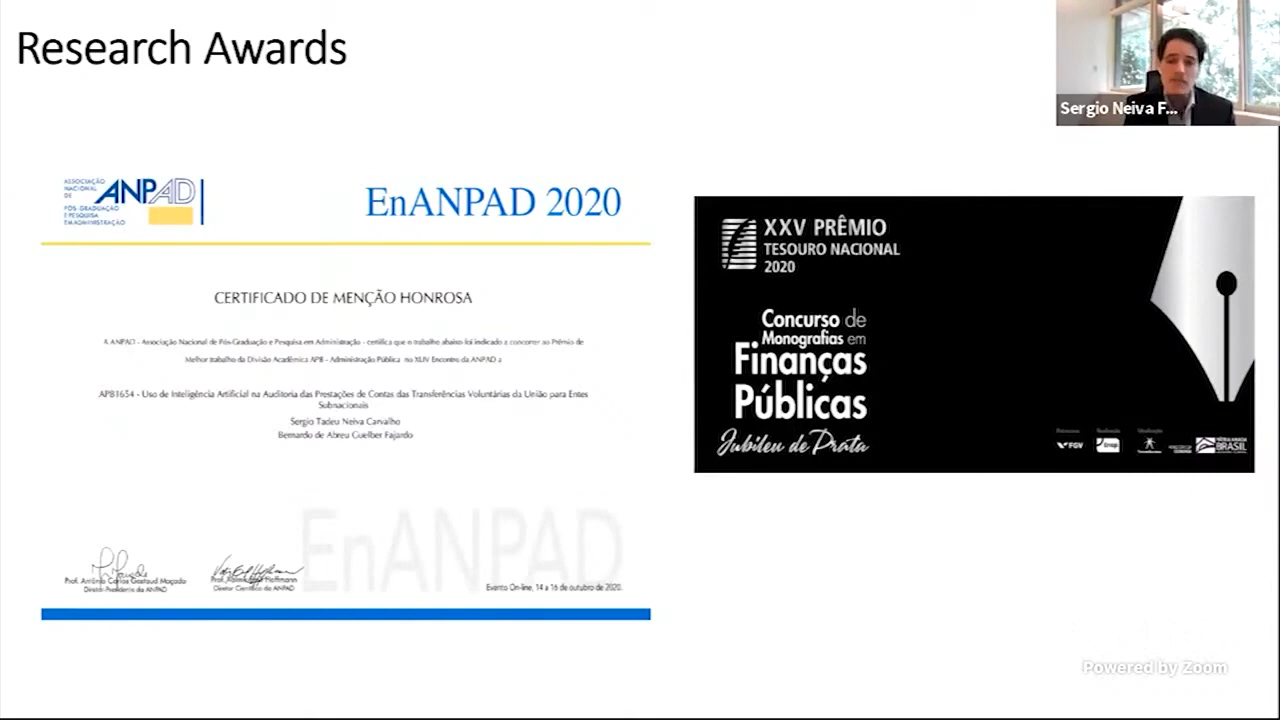 Research Awards
Sergio Neiva F...
ASSOCIAÇÃO
NACIONAL
DE
PÓS-GRADUAÇÃO
E PESQUISA
EM ADMINISTRAÇÃO
ANPAD
EnANPAD 2020
CERTIFICADO DE MENÇÃO HONROSA
A ANPAD - Associação Nacional de Pós-Graduação e Pesquisa em Administração - certifica que o trabalho abaixo foi indicado a concorrer ao Prêmio de
Melhor trabalho da Divisão Acadêmica APB - Administração Pública no XLIV Encontro da ANPAD a
APB1654 - Uso de Inteligência Artificial na Auditoria das Prestações de Contas das Transferências Voluntárias da União para Entes
Subnacionais
Sergio Tadeu Neiva Carvalho
Bernardo de Abreu Guelber Fajardo
EnANPAD
Prof. Antônio Carlos Gastaud Maçada
Diretor-Presidente da ANPAD
Hoffmann
Diretor Científico da ANPAD
Evento On-line, 14 a 16 de outubro de 2020.
XXV PRÊMIO
TESOURO NACIONAL
2020
Concurso de
Monografias em
Finanças
Públicas
Jubileu de Prata
FGV
BRASIL
Powered by Zoom